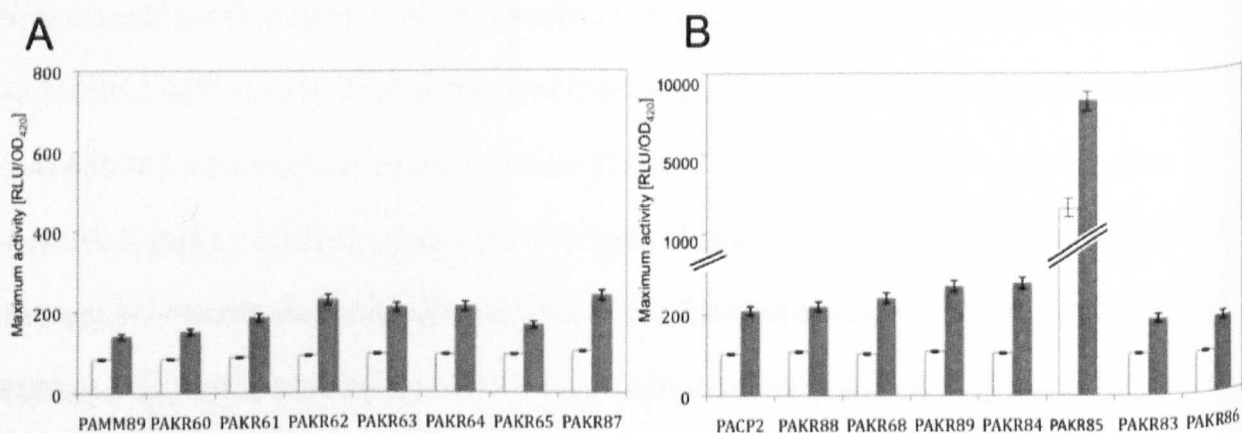 A
B
Maximum activity [RLU/OD420]
800
600
400
200
0
PAMM89 PAKR60 PAKR61 PAKR62 PAKR63 PAKR64 PAKR65 PAKR87
Maximum activity [RLU/OD420]
10000
5000
1000
200
0
PACP2 PAKR88 PAKR68 PAKR89 PAKR84 PAKR85 PAKR83 PAKR86